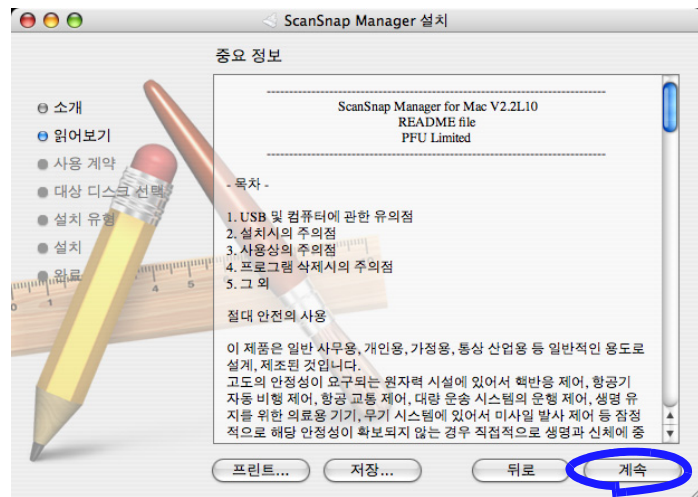 ScanSnap Manager 설치
중요 정보
소개
읽어보기
사용 계약
대상 디스크 선택
설치 유형
설치
완료
ScanSnap Manager for Mac V2.2L10
README file
PFU Limited
- 목차 -
1. USB 및 컴퓨터에 관한 유의점
2. 설치시의 주의점
3. 사용상의 주의점
4. 프로그램 삭제시의 주의점
5. 그 외
절대 안전의 사용
이 제품은 일반 사무용, 개인용, 가정용, 통상 산업용 등 일반적인 용도로
설계, 제조된 것입니다.
고도의 안정성이 요구되는 원자력 시설에 있어서 핵반응 제어, 항공기
자동 비행 제어, 항공 교통 제어, 대량 운송 시스템의 운행 제어, 생명 유
지를 위한 의료용 기기, 무기 시스템에 있어서 미사일 발사 제어 등 잠정
적으로 해당 안정성이 확보되지 않는 경우 직접적으로 생명과 신체에 중
0 1 4 5
프린트... 저장... 뒤로 계속